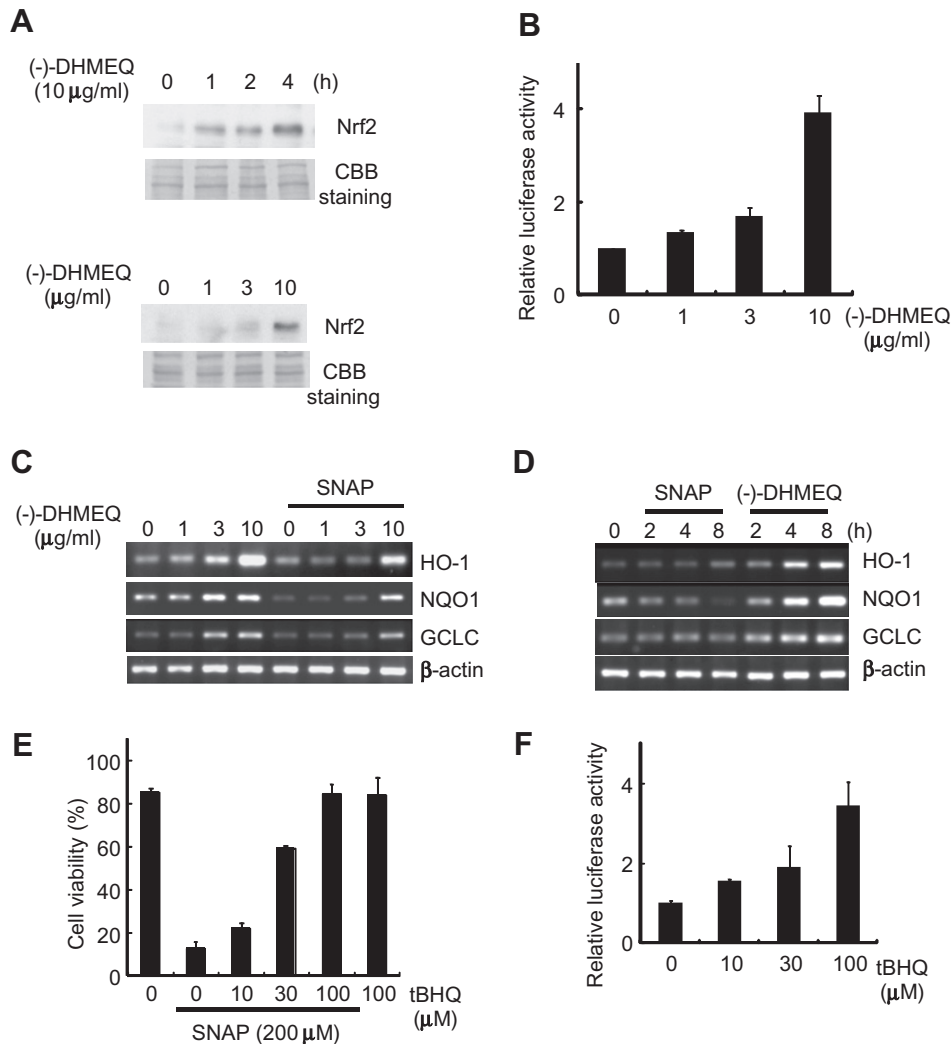 A
(-)-DHMEQ
(10 μg/ml)
0 1 2 4 (h)
Nrf2
CBB
staining
(-)-DHMEQ
(μg/ml)
0 1 3 10
Nrf2
CBB
staining
B
Relative luciferase activity
4
2
0
0 1 3 10 (-)-DHMEQ
(μg/ml)
C
SNAP
(-)-DHMEQ
(μg/ml)
0 1 3 10 0 1 3 10
HO-1
NQO1
GCLC
β-actin
D
SNAP (-)-DHMEQ
0 2 4 8 2 4 8 (h)
HO-1
NQO1
GCLC
β-actin
E
Cell viability (%)
100
80
60
40
20
0
0 0 10 30 100 100 tBHQ
(μM)
SNAP (200 μM)
F
Relative luciferase activity
4
2
0
0 10 30 100 tBHQ
(μM)